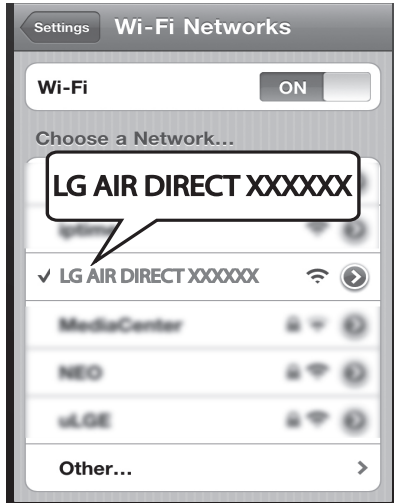 Settings
Wi-Fi Networks
Wi-Fi
ON
Choose a Network...
LG AIR DIRECT XXXXXX
LG AIR DIRECT XXXXXX
MediaCenter
NEO
uLGE
Other...